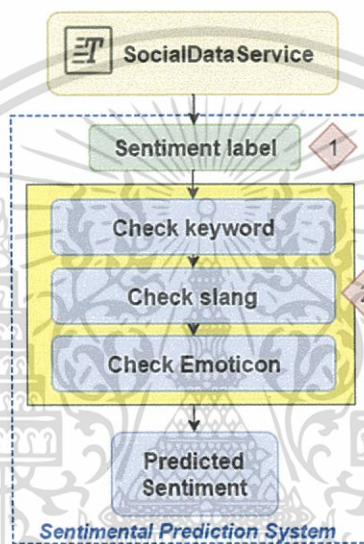 SocialDataService
Sentiment label
1
Check keyword
Check slang
Check Emoticon
Predicted
Sentiment
Sentimental Prediction System